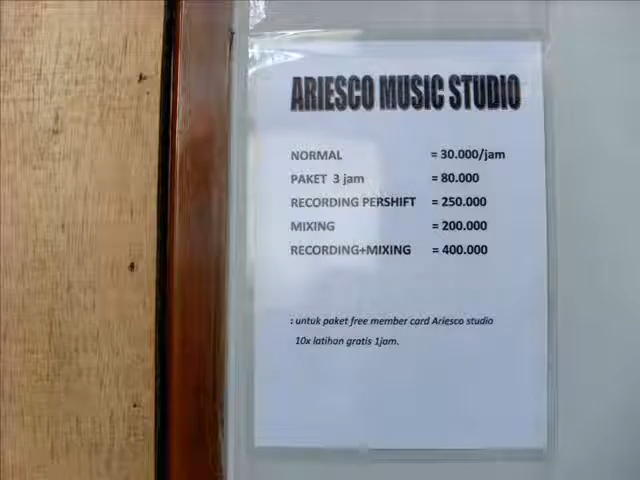 ARIESCO MUSIC STUDIO
NORMAL = 30.000/jam
PAKET 3 jam = 80.000
RECORDING PERSHIFT = 250.000
MIXING = 200.000
RECORDING+MIXING = 400.000
: untuk paket free member card Ariesco studio
10x latihan gratis 1jam.